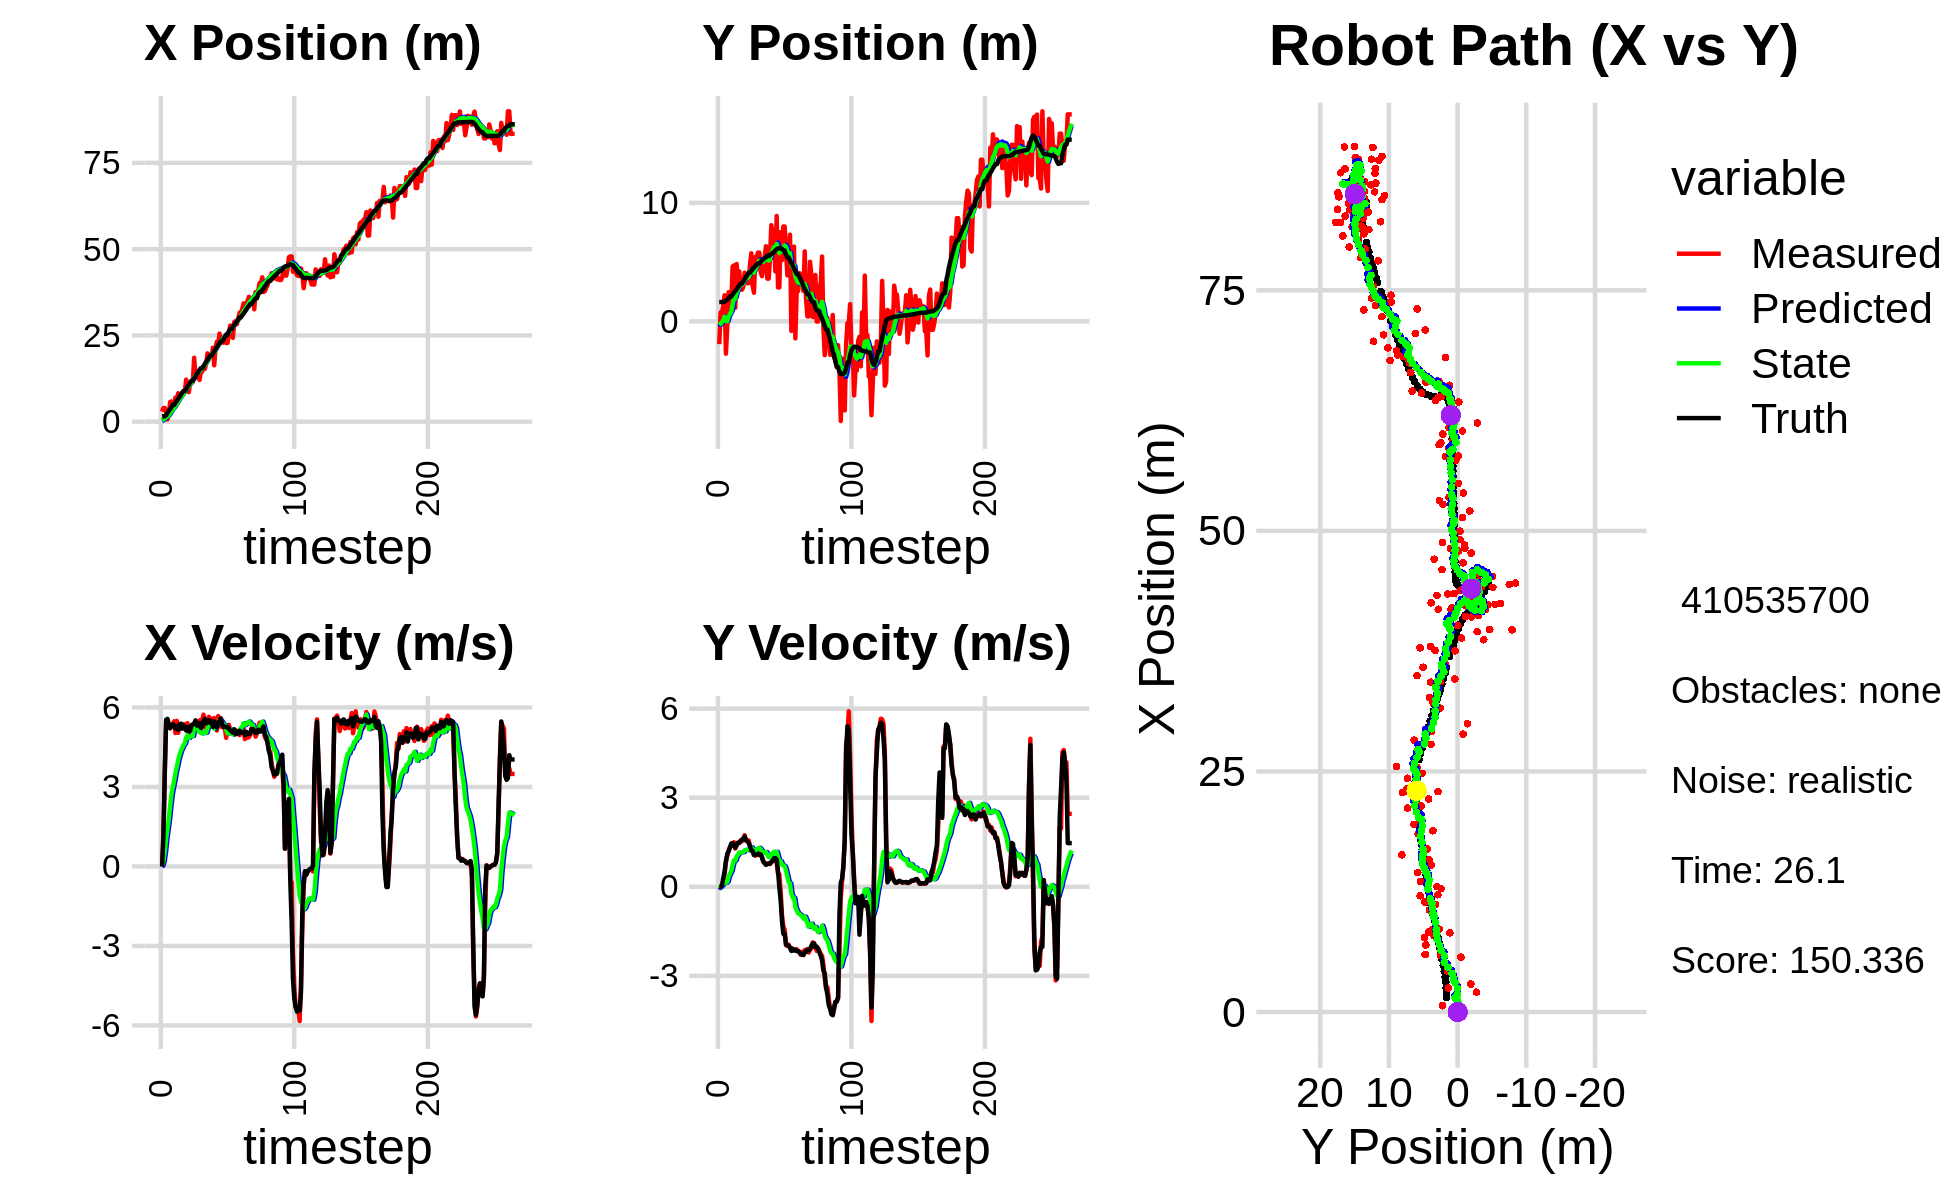 X Position (m)
75
50
25
0
0
100
200
timestep
Y Position (m)
10
0
0
100
200
timestep
X Velocity (m/s)
6
3
0
-3
-6
0
100
200
timestep
Y Velocity (m/s)
6
3
0
-3
0
100
200
timestep
Robot Path (X vs Y)
X Position (m)
75
50
25
0
20 10 0 -10 -20
Y Position (m)
variable
Measured
Predicted
State
Truth
410535700
Obstacles: none
Noise: realistic
Time: 26.1
Score: 150.336